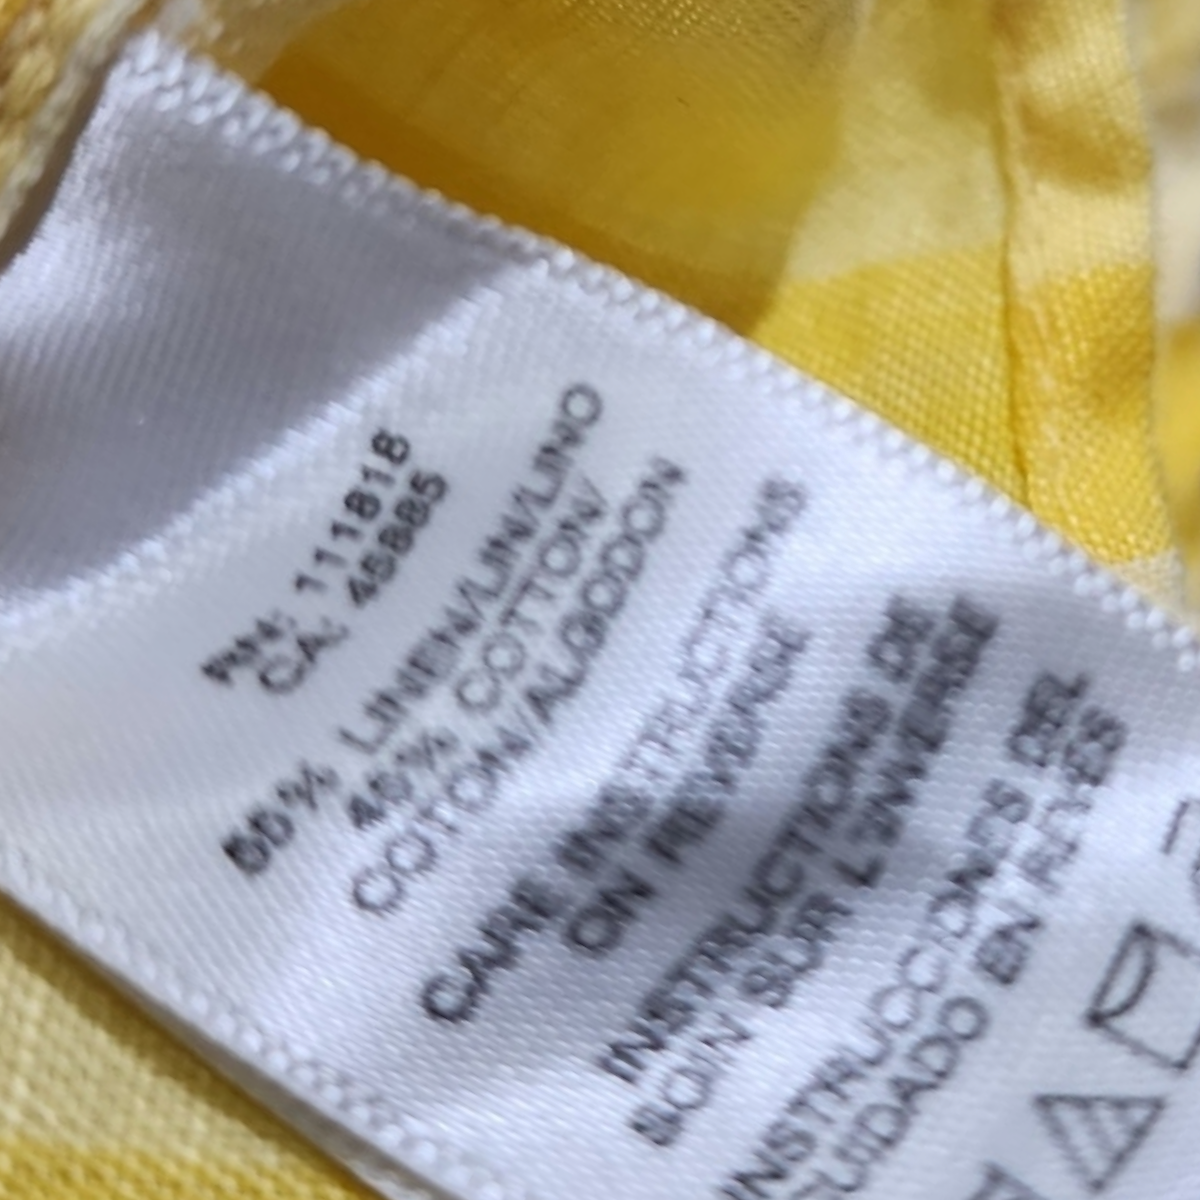 RN: 111818
CA: 45885
55% LINEN/LIN/LINO
45% COTTON/
COTON/ALGODON
CARE INSTRUCTIONS
ON REVERSE
INSTRUCTIONS DE
SOIN SUR L'ENVERSE
INSTRUCCIONES DEL
CUIDADO EN REVES